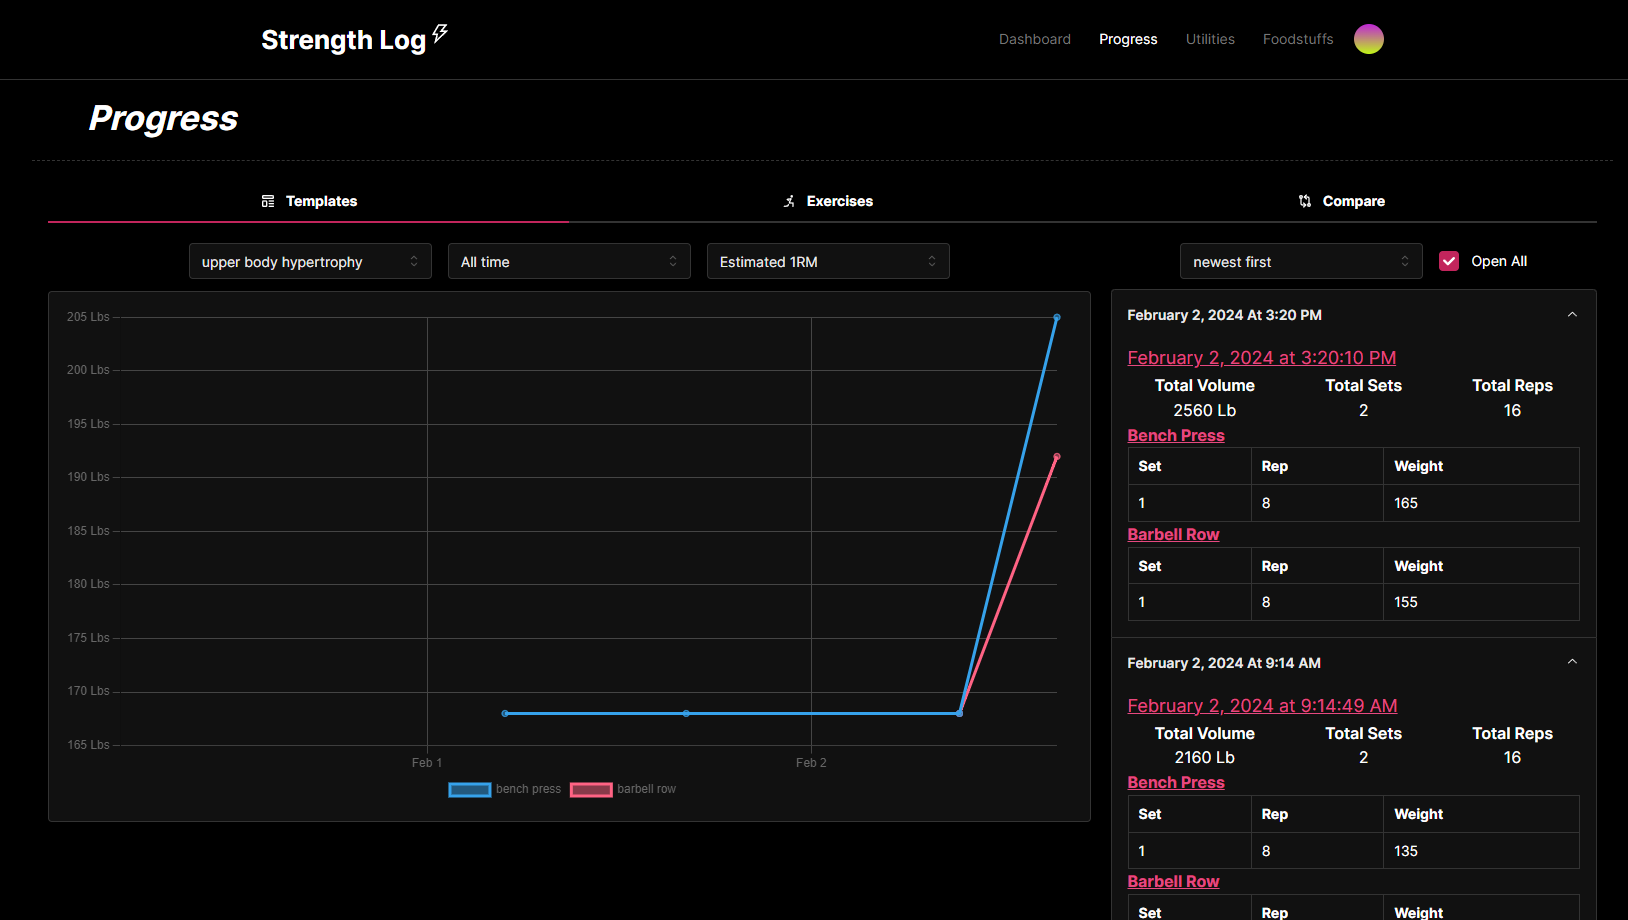 Strength Log
Dashboard Progress Utilities Foodstuffs
Progress
Templates Exercises Compare
upper body hypertrophy All time Estimated 1RM newest first Open All
205 Lbs
200 Lbs
195 Lbs
190 Lbs
185 Lbs
180 Lbs
175 Lbs
170 Lbs
165 Lbs
Feb 1 Feb 2
bench press barbell row
February 2, 2024 At 3:20 PM
February 2, 2024 at 3:20:10 PM
Total Volume Total Sets Total Reps
2560 Lb 2 16
Bench Press
Set Rep Weight
1 8 165
Barbell Row
Set Rep Weight
1 8 155
February 2, 2024 At 9:14 AM
February 2, 2024 at 9:14:49 AM
Total Volume Total Sets Total Reps
2160 Lb 2 16
Bench Press
Set Rep Weight
1 8 135
Barbell Row
Set Rep Weight